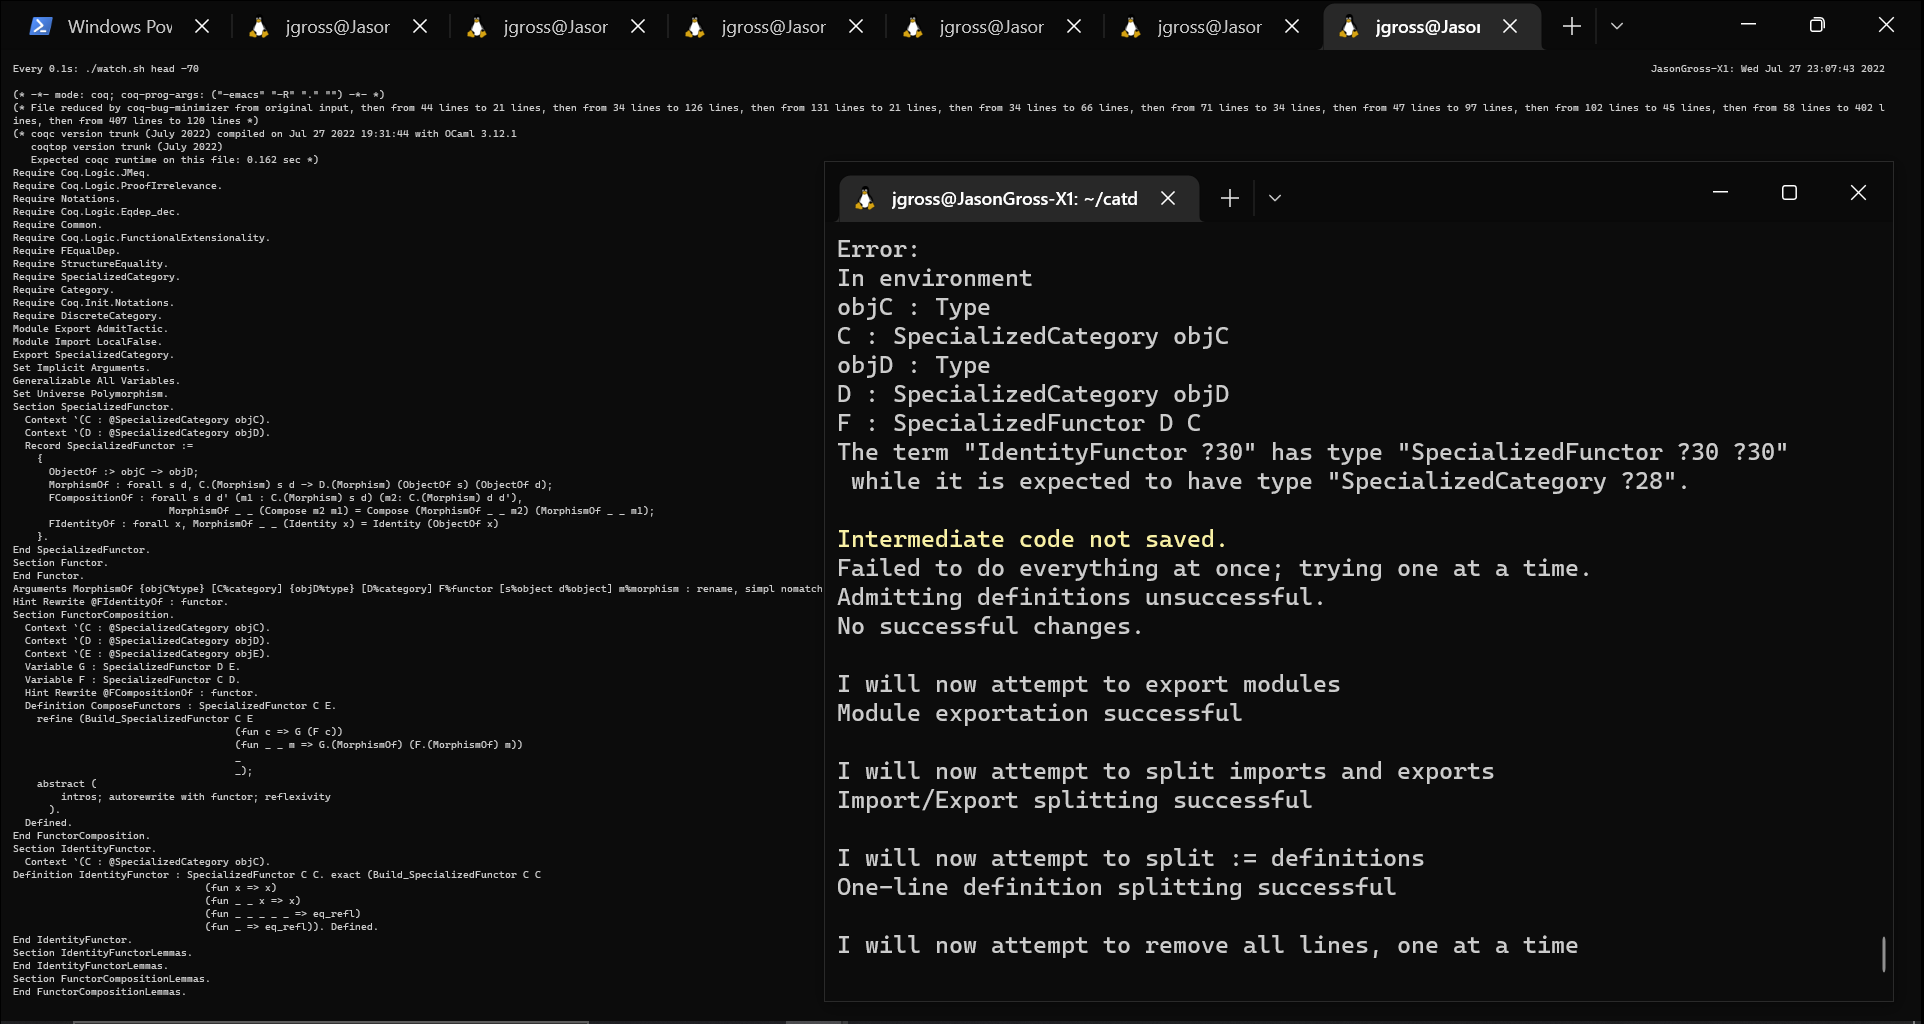 Windows Pov
jgross@Jasor
jgross@Jasor
jgross@Jasor
jgross@Jasor
jgross@Jasor
jgross@Jasor
Every 0.1s: ./watch.sh head -70
JasonGross-X1: Wed Jul 27 23:07:43 2022
(* -*- mode: coq; coq-prog-args: ("-emacs" "-R" "." "") -*- *)
(* File reduced by coq-bug-minimizer from original input, then from 44 lines to 21 lines, then from 34 lines to 126 lines, then from 131 lines to 21 lines, then from 34 lines to 66 lines, then from 71 lines to 34 lines, then from 47 lines to 97 lines, then from 102 lines to 45 lines, then from 58 lines to 402 l
ines, then from 407 lines to 120 lines *)
(* coqc version trunk (July 2022) compiled on Jul 27 2022 19:31:44 with OCaml 3.12.1
   coqtop version trunk (July 2022)
   Expected coqc runtime on this file: 0.162 sec *)
Require Coq.Logic.JMeq.
Require Coq.Logic.ProofIrrelevance.
Require Notations.
Require Coq.Logic.Eqdep_dec.
Require Common.
Require Coq.Logic.FunctionalExtensionality.
Require FEqualDep.
Require StructureEquality.
Require SpecializedCategory.
Require Category.
Require Coq.Init.Notations.
Require DiscreteCategory.
Module Export AdmitTactic.
Module Import LocalFalse.
Export SpecializedCategory.
Set Implicit Arguments.
Generalizable All Variables.
Set Universe Polymorphism.
Section SpecializedFunctor.
  Context `(C : @SpecializedCategory objC).
  Context `(D : @SpecializedCategory objD).
  Record SpecializedFunctor :=
    {
      ObjectOf :> objC -> objD;
      MorphismOf : forall s d, C.(Morphism) s d -> D.(Morphism) (ObjectOf s) (ObjectOf d);
      FCompositionOf : forall s d d' (m1 : C.(Morphism) s d) (m2: C.(Morphism) d d'),
                          MorphismOf _ _ (Compose m2 m1) = Compose (MorphismOf _ _ m2) (MorphismOf _ _ m1);
      FIdentityOf : forall x, MorphismOf _ _ (Identity x) = Identity (ObjectOf x)
    }.
End SpecializedFunctor.
Section Functor.
End Functor.
Arguments MorphismOf {objC%type} [C%category] {objD%type} [D%category] F%functor [s%object d%object] m%morphism : rename, simpl nomatch
Hint Rewrite @FIdentityOf : functor.
Section FunctorComposition.
  Context `(C : @SpecializedCategory objC).
  Context `(D : @SpecializedCategory objD).
  Context `(E : @SpecializedCategory objE).
  Variable G : SpecializedFunctor D E.
  Variable F : SpecializedFunctor C D.
  Hint Rewrite @FCompositionOf : functor.
  Definition ComposeFunctors : SpecializedFunctor C E.
    refine (Build_SpecializedFunctor C E
                                     (fun c => G (F c))
                                     (fun _ _ m => G.(MorphismOf) (F.(MorphismOf) m))
                                     _
                                     _);
    abstract (
        intros; autorewrite with functor; reflexivity
      ).
  Defined.
End FunctorComposition.
Section IdentityFunctor.
  Context `(C : @SpecializedCategory objC).
Definition IdentityFunctor : SpecializedFunctor C C. exact (Build_SpecializedFunctor C C
                                (fun x => x)
                                (fun _ _ x => x)
                                (fun _ _ _ _ _ => eq_refl)
                                (fun _ => eq_refl)). Defined.
End IdentityFunctor.
Section IdentityFunctorLemmas.
End IdentityFunctorLemmas.
Section FunctorCompositionLemmas.
End FunctorCompositionLemmas.
jgross@JasonGross-X1: ~/catd
Error:
In environment
objC : Type
C : SpecializedCategory objC
objD : Type
D : SpecializedCategory objD
F : SpecializedFunctor D C
The term "IdentityFunctor ?30" has type "SpecializedFunctor ?30 ?30"
 while it is expected to have type "SpecializedCategory ?28".
Intermediate code not saved.
Failed to do everything at once; trying one at a time.
Admitting definitions unsuccessful.
No successful changes.
I will now attempt to export modules
Module exportation successful
I will now attempt to split imports and exports
Import/Export splitting successful
I will now attempt to split := definitions
One-line definition splitting successful
I will now attempt to remove all lines, one at a time